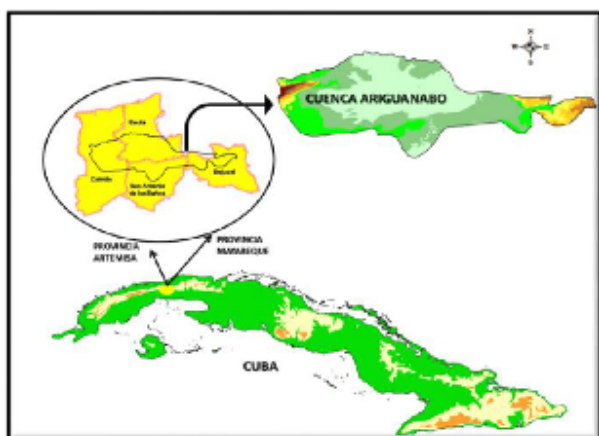 N
W E
S
CUENCA ARIGUANABO
Bauta
Caimito
San Antonio
de los Baños
Bejucal
PROVINCIA
ARTEMISA
PROVINCIA
MAYABEQUE
CUBA